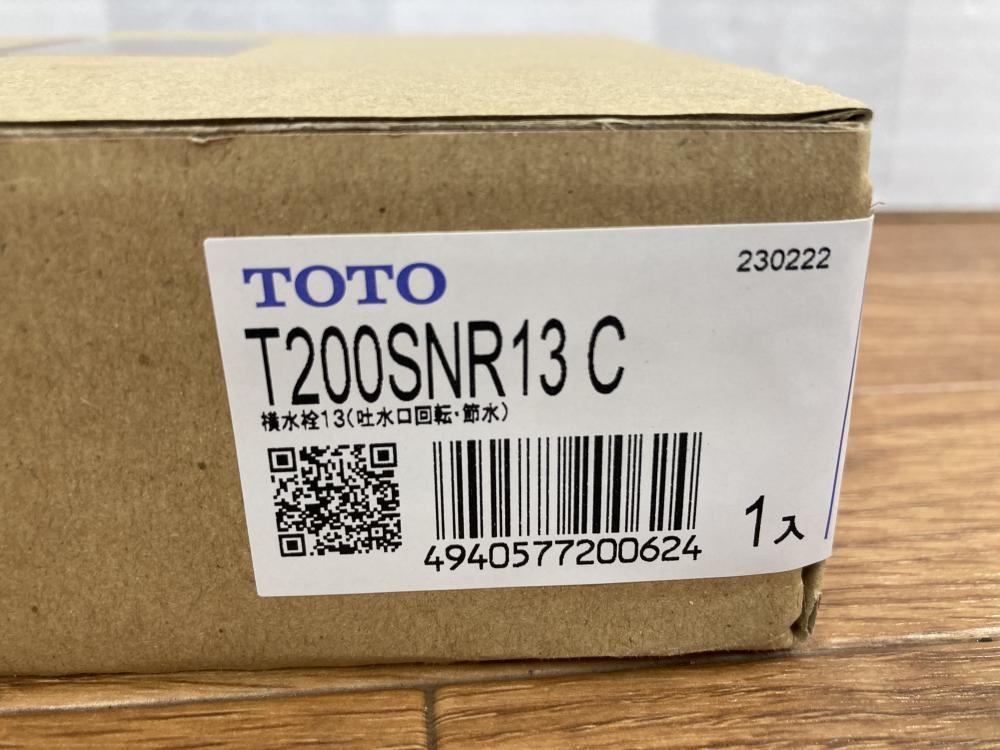 TOTO
230222
T200SNR13 C
横水栓13(吐水口回転・節水)
4940577200624
1入